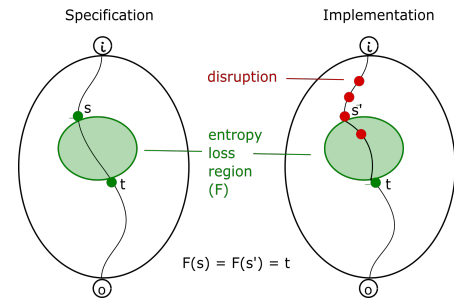 Specification
Implementation
i
i
disruption
s
s'
entropy
loss
region
(F)
t
t
F(s) = F(s') = t
o
o